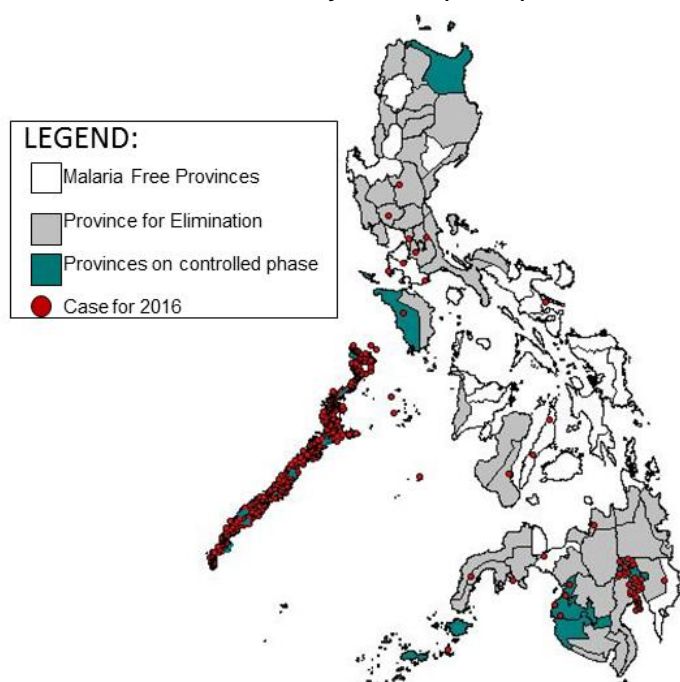 LEGEND:
Malaria Free Provinces
Province for Elimination
Provinces on controlled phase
Case for 2016